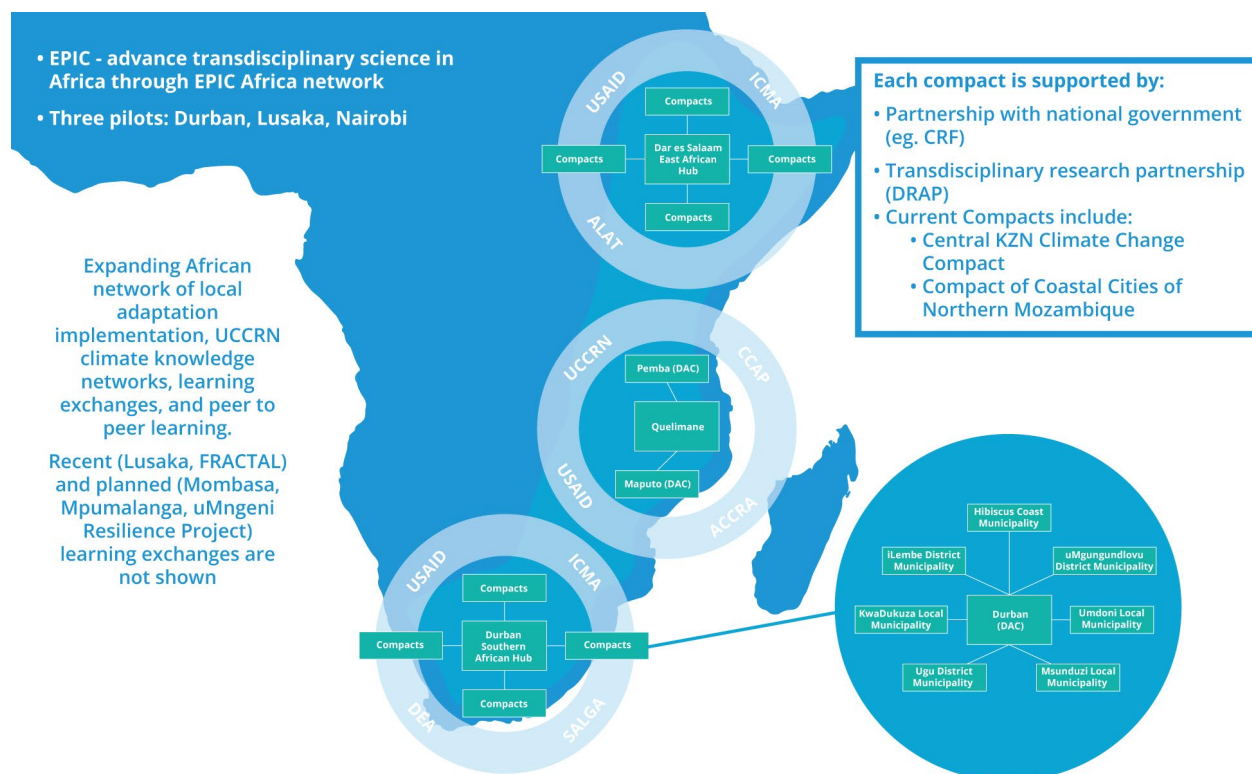 • EPIC - advance transdisciplinary science in
Africa through EPIC Africa network
• Three pilots: Durban, Lusaka, Nairobi
Expanding African
network of local
adaptation
implementation, UCCRN
climate knowledge
networks, learning
exchanges, and peer to
peer learning.
Recent (Lusaka, FRACTAL)
and planned (Mombasa,
Mpumalanga, uMngeni
Resilience Project)
learning exchanges are
not shown
USAID
ICMA
ALAT
Compacts
Compacts
Dar es Salaam
East African
Hub
Compacts
Compacts
Each compact is supported by:
• Partnership with national government
(eg. CRF)
• Transdisciplinary research partnership
(DRAP)
• Current Compacts include:
• Central KZN Climate Change
Compact
• Compact of Coastal Cities of
Northern Mozambique
UCCRN
CCAP
USAID
ACCRA
Pemba (DAC)
Quelimane
Maputo (DAC)
USAID
ICMA
DEA
SALGA
Compacts
Compacts
Durban
Southern
African Hub
Compacts
Compacts
Hibiscus Coast
Municipality
iLembe District
Municipality
uMgungundlovu
District Municipality
KwaDukuza Local
Municipality
Durban
(DAC)
Umdoni Local
Municipality
Ugu District
Municipality
Msunduzi Local
Municipality